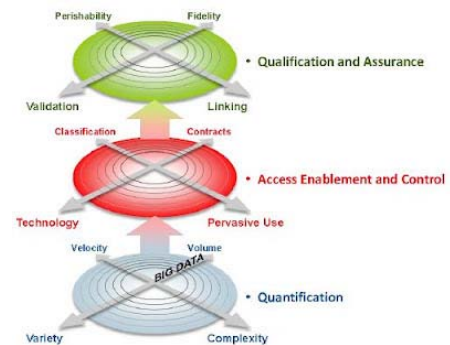 Perishability Fidelity
• Qualification and Assurance
Validation Linking
Classification Contracts
• Access Enablement and Control
Technology Pervasive Use
Velocity Volume
BIG DATA
• Quantification
Variety Complexity